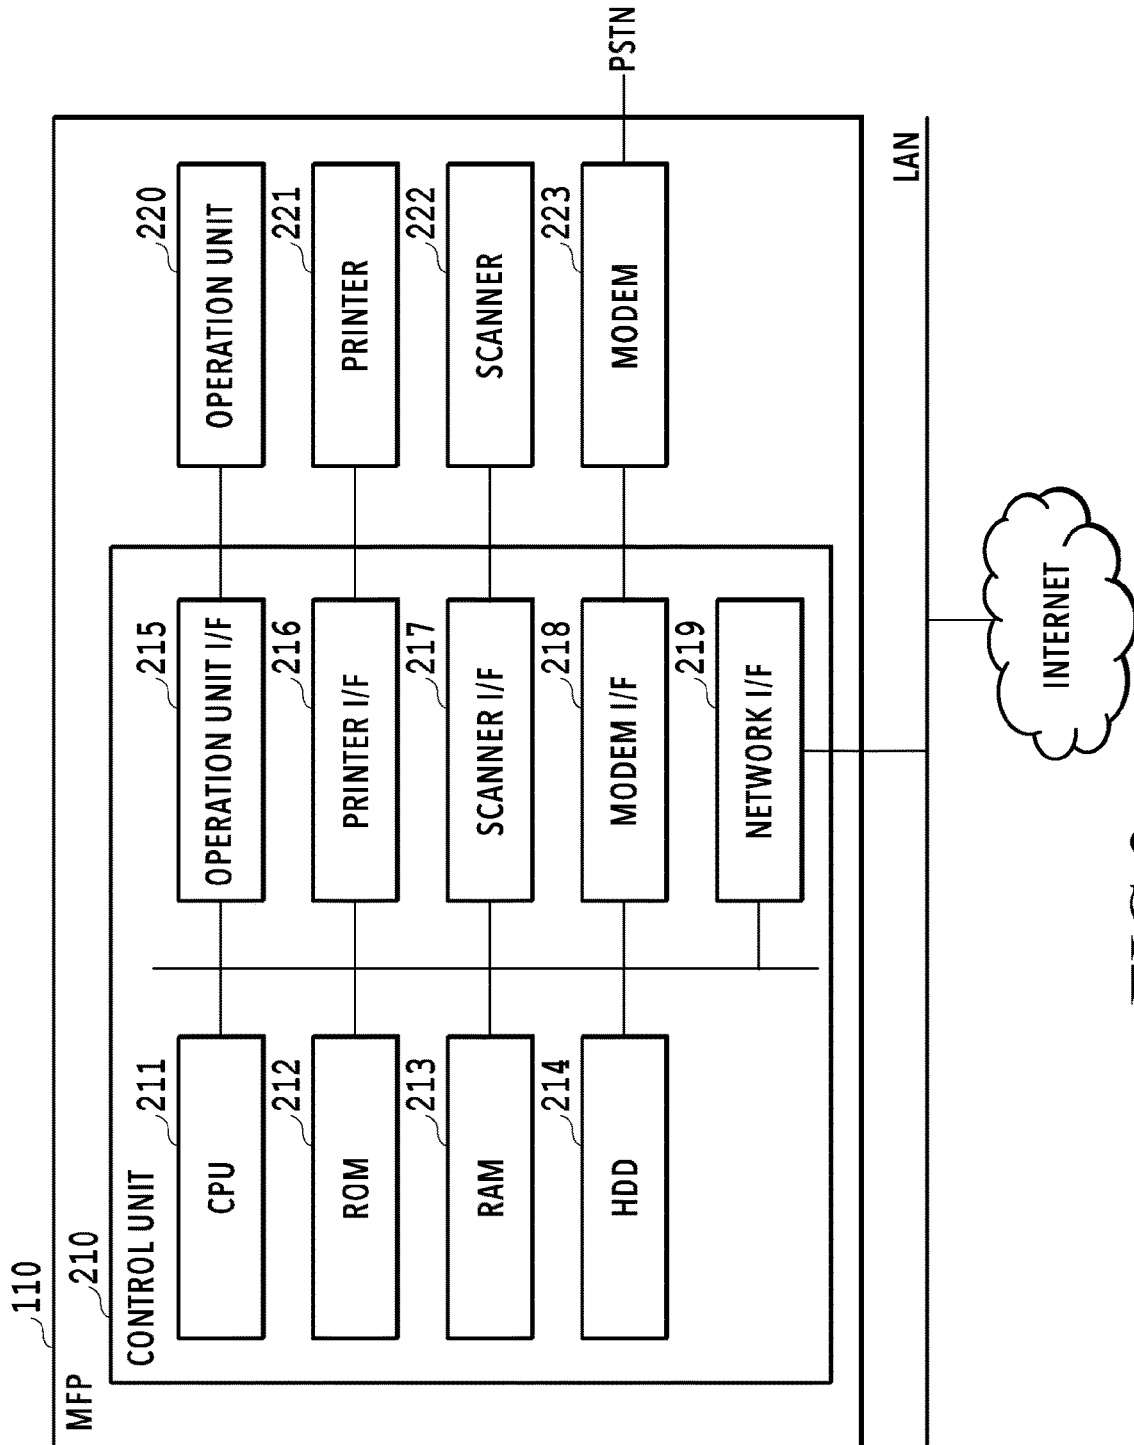 110
MFP
210
CONTROL UNIT
211
CPU
212
ROM
213
RAM
214
HDD
215
OPERATION UNIT I/F
216
PRINTER I/F
217
SCANNER I/F
218
MODEM I/F
219
NETWORK I/F
220
OPERATION UNIT
221
PRINTER
222
SCANNER
223
MODEM
PSTN
LAN
INTERNET